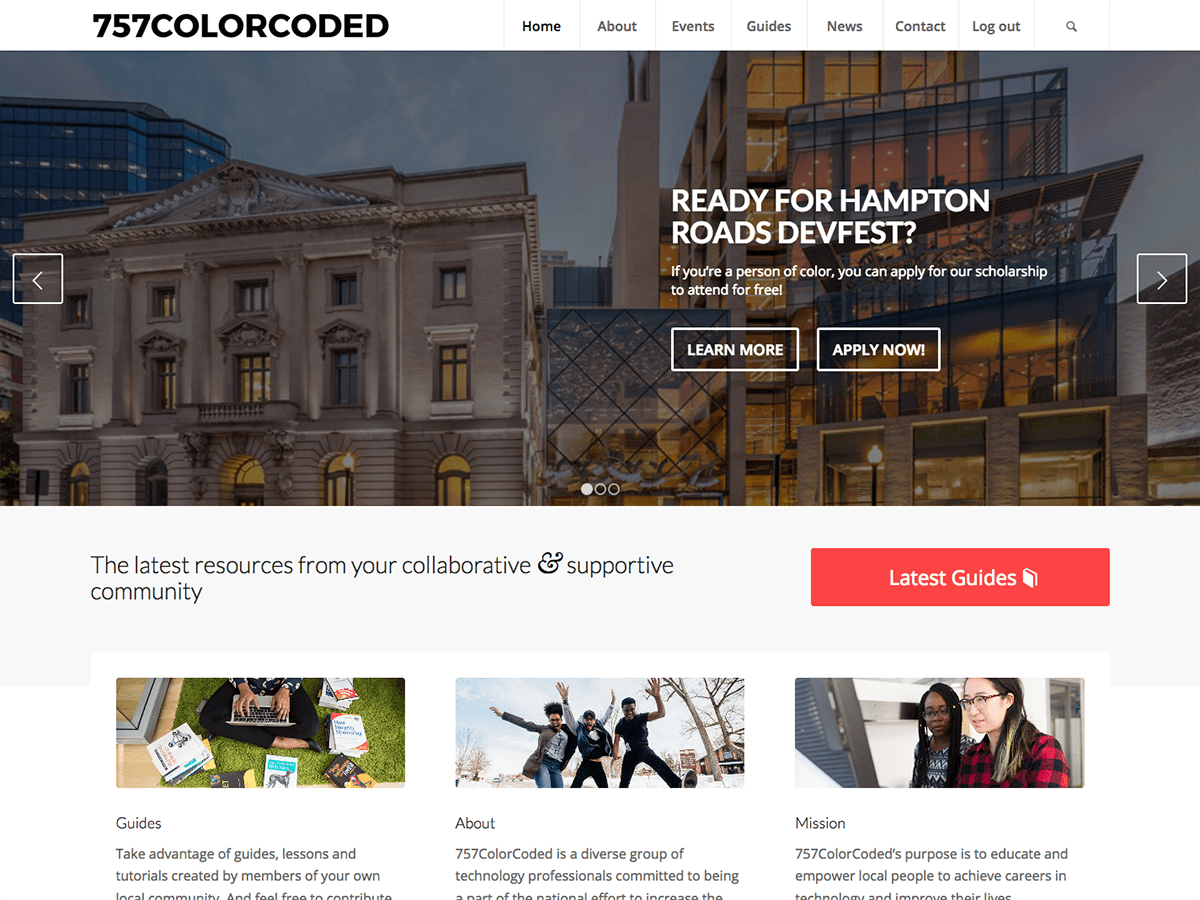 757COLORCODED
Home
About
Events
Guides
News
Contact
Log out
READY FOR HAMPTON
ROADS DEVFEST?
If you're a person of color, you can apply for our scholarship
to attend for free!
LEARN MORE
APPLY NOW!
The latest resources from your collaborative & supportive
community
Latest Guides
Guides
Take advantage of guides, lessons and
tutorials created by members of your own
local community. And feel free to contribute
About
757ColorCoded is a diverse group of
technology professionals committed to being
a part of the national effort to increase the
Mission
757ColorCoded's purpose is to educate and
empower local people to achieve careers in
technology and improve their lives